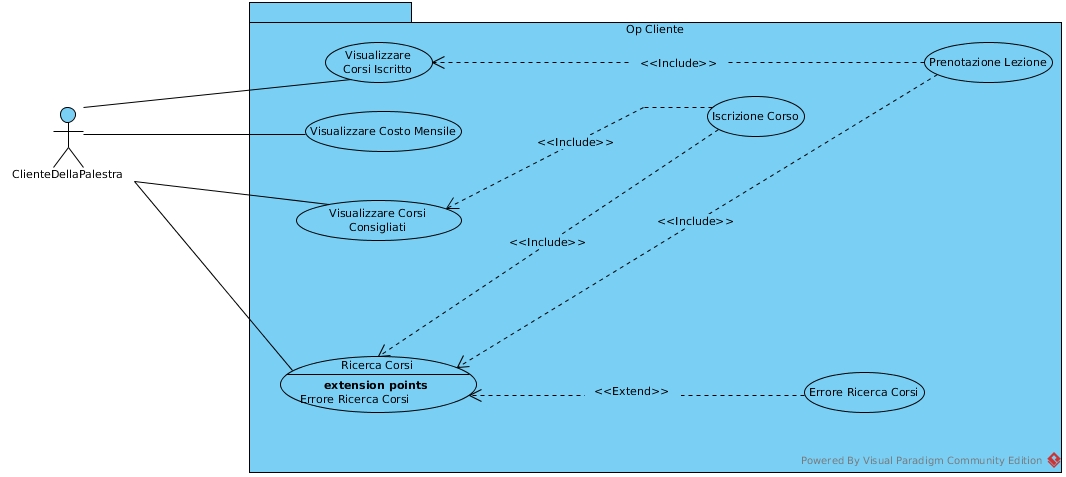 Op Cliente
Visualizzare
Corsi Iscritto
<<Include>>
Prenotazione Lezione
Iscrizione Corso
Visualizzare Costo Mensile
<<Include>>
ClienteDellaPalestra
Visualizzare Corsi
Consigliati
<<Include>>
<<Include>>
Ricerca Corsi
extension points
Errore Ricerca Corsi
<<Extend>>
Errore Ricerca Corsi
Powered By Visual Paradigm Community Edition